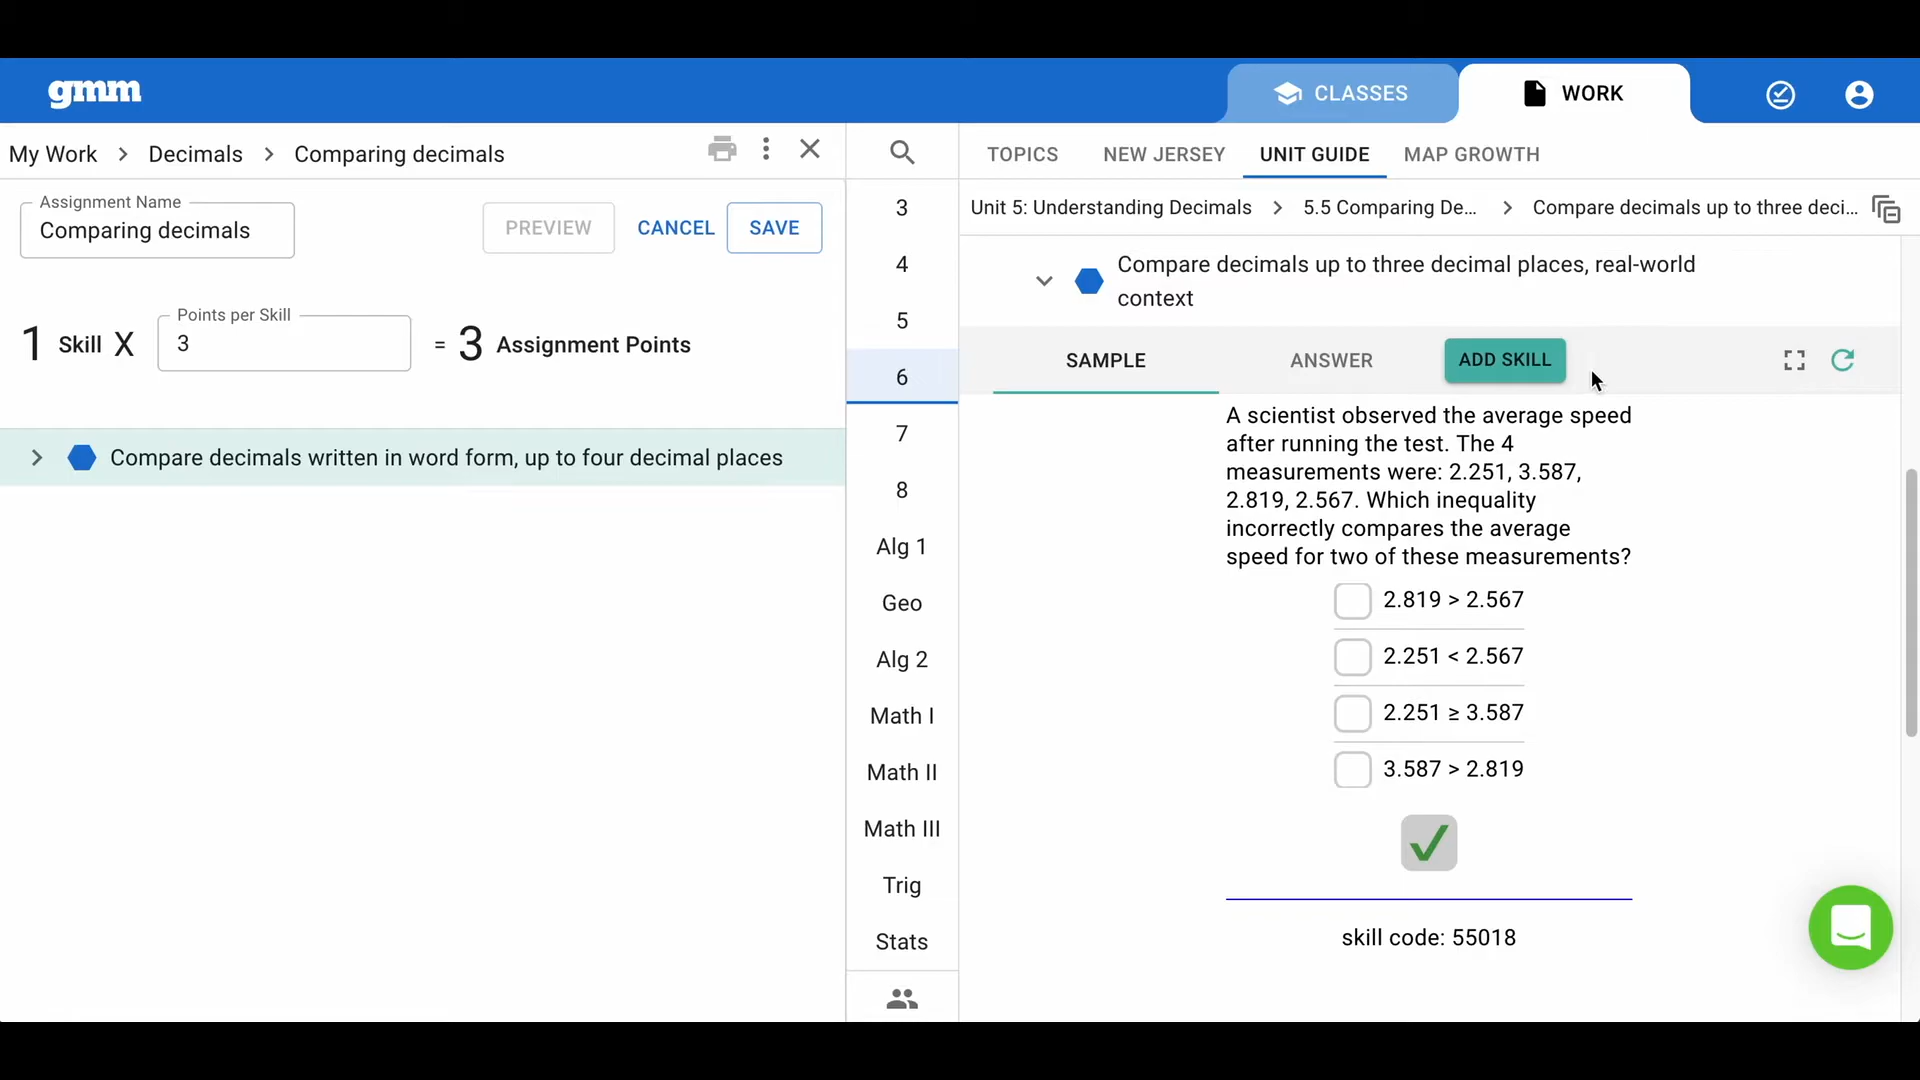 gmm
CLASSES
WORK
My Work > Decimals > Comparing decimals
TOPICS
NEW JERSEY
UNIT GUIDE
MAP GROWTH
Assignment Name
Comparing decimals
PREVIEW
CANCEL
SAVE
1 Skill X
Points per Skill
3
= 3 Assignment Points
Compare decimals written in word form, up to four decimal places
3
4
5
6
7
8
Alg 1
Geo
Alg 2
Math I
Math II
Math III
Trig
Stats
Unit 5: Understanding Decimals > 5.5 Comparing De... > Compare decimals up to three deci...
Compare decimals up to three decimal places, real-world
context
SAMPLE
ANSWER
ADD SKILL
A scientist observed the average speed
after running the test. The 4
measurements were: 2.251, 3.587,
2.819, 2.567. Which inequality
incorrectly compares the average
speed for two of these measurements?
2.819 > 2.567
2.251 < 2.567
2.251 ≥ 3.587
3.587 > 2.819
skill code: 55018